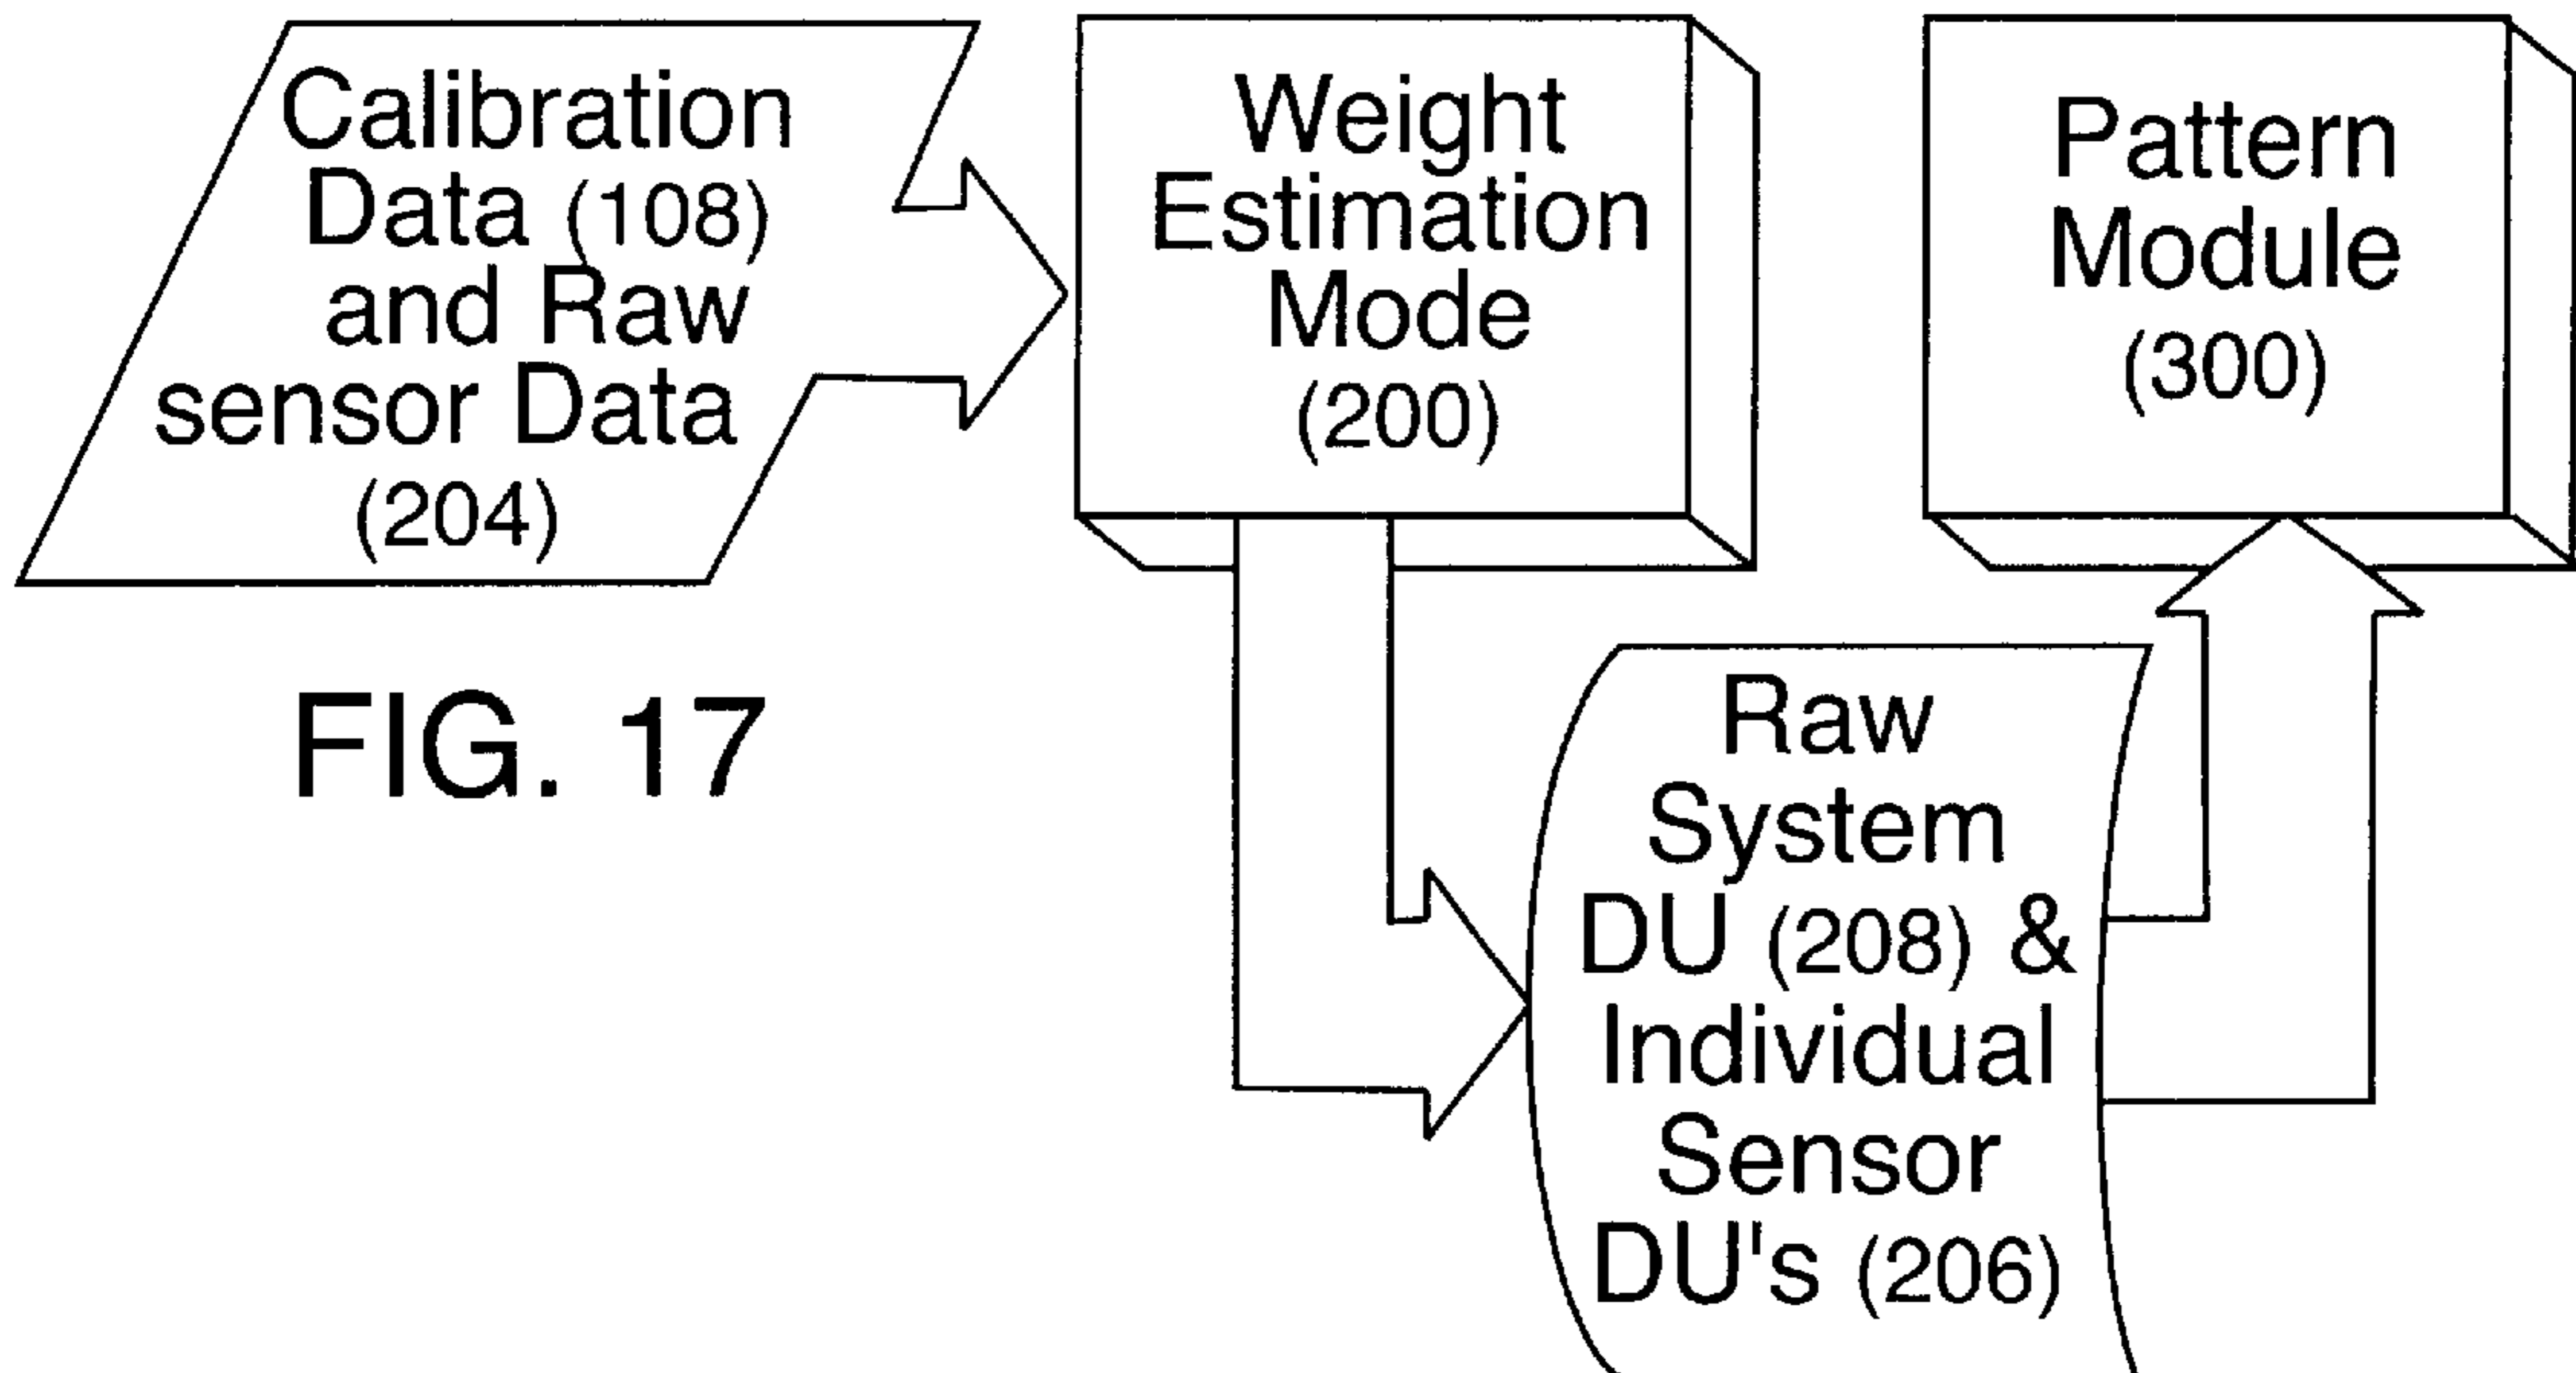 Calibration
Data (108)
and Raw
sensor Data
(204)
Weight
Estimation
Mode
(200)
Pattern
Module
(300)
FIG. 17
Raw
System
DU (208) &
Individual
Sensor
DU's (206)